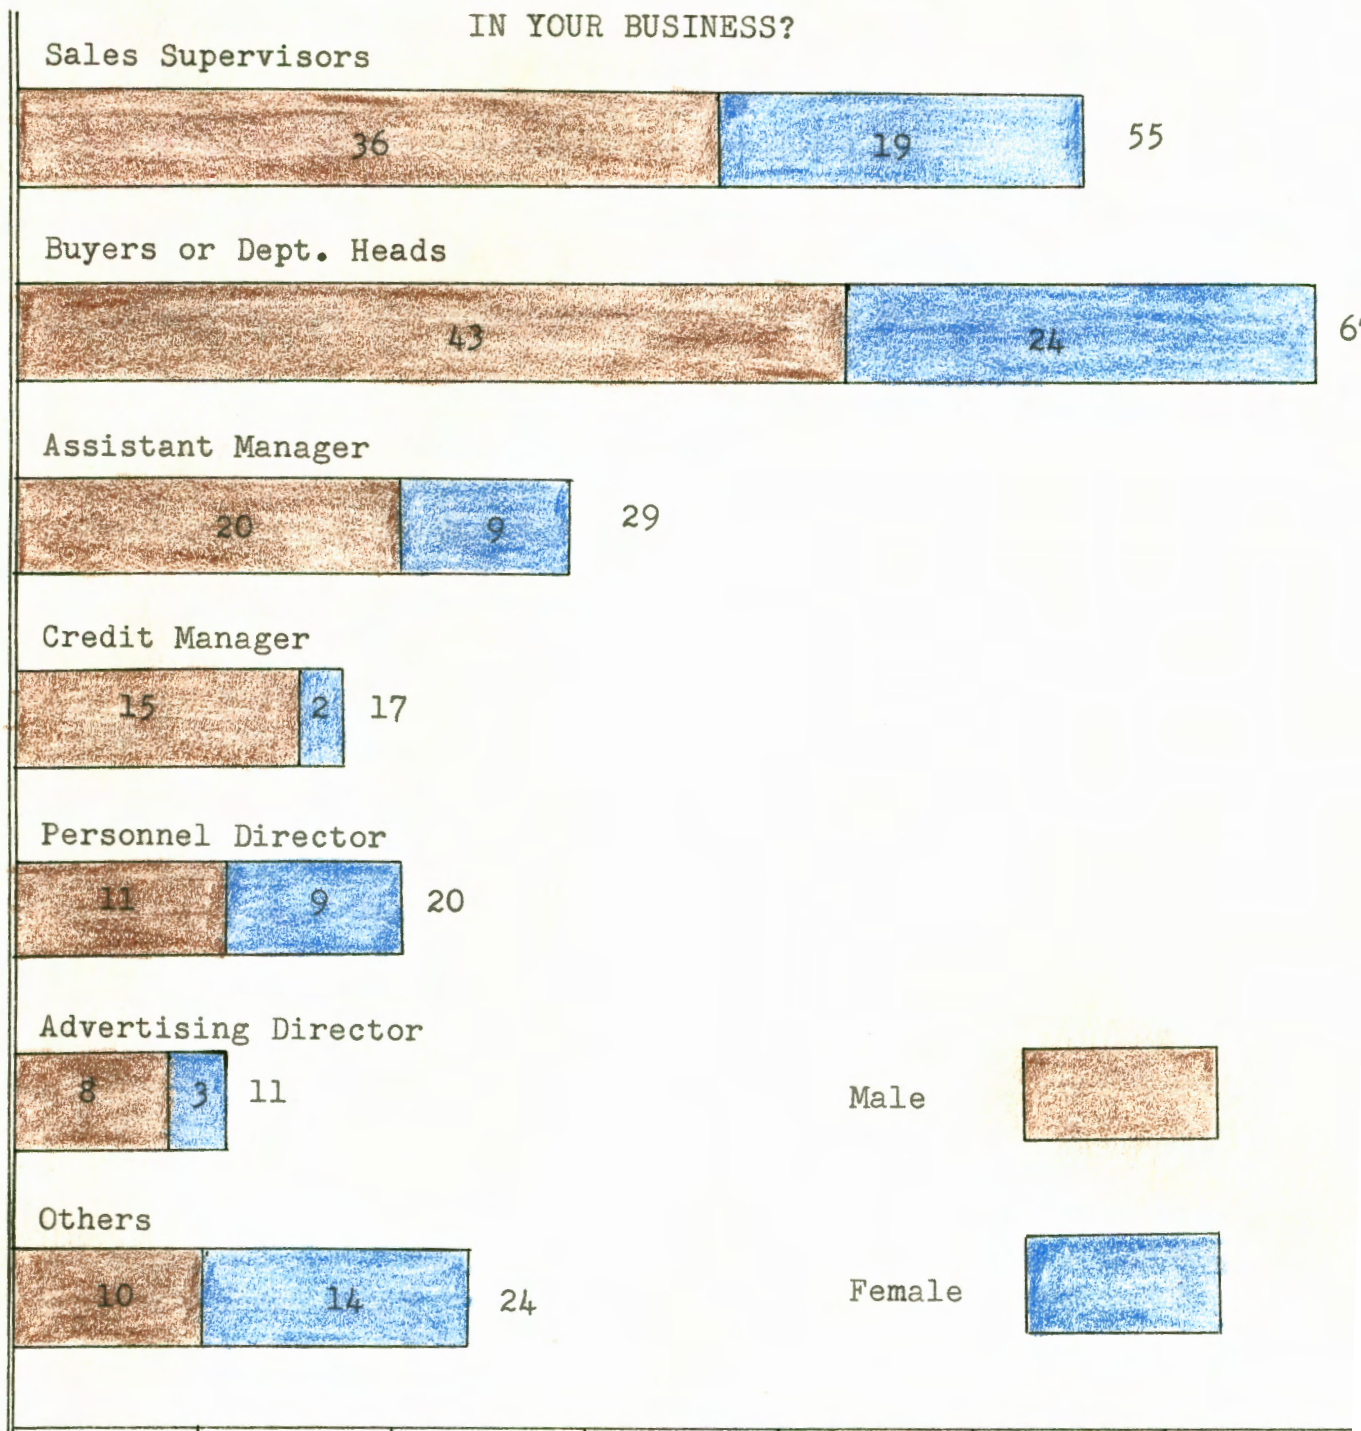 IN YOUR BUSINESS?
Sales Supervisors
36 19 55
Buyers or Dept. Heads
43 24
Assistant Manager
20 9 29
Credit Manager
15 2 17
Personnel Director
11 9 20
Advertising Director
8 3 11
Male
Others
10 14 24
Female